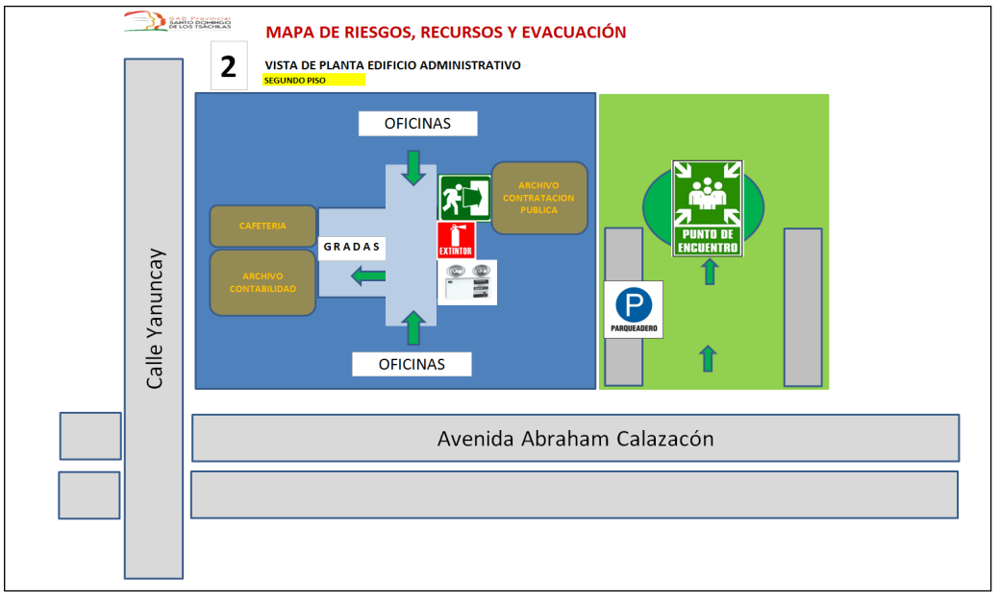 GAD Provincial
SANTO DOMINGO
DE LOS TSÁCHILAS
MAPA DE RIESGOS, RECURSOS Y EVACUACIÓN
2
VISTA DE PLANTA EDIFICIO ADMINISTRATIVO
SEGUNDO PISO
OFICINAS
ARCHIVO
CONTRATACION
PUBLICA
CAFETERIA
GRADAS
EXTINTOR
ARCHIVO
CONTABILIDAD
OFICINAS
PUNTO DE
ENCUENTRO
P
PARQUEADERO
Calle Yanuncay
Avenida Abraham Calazacón